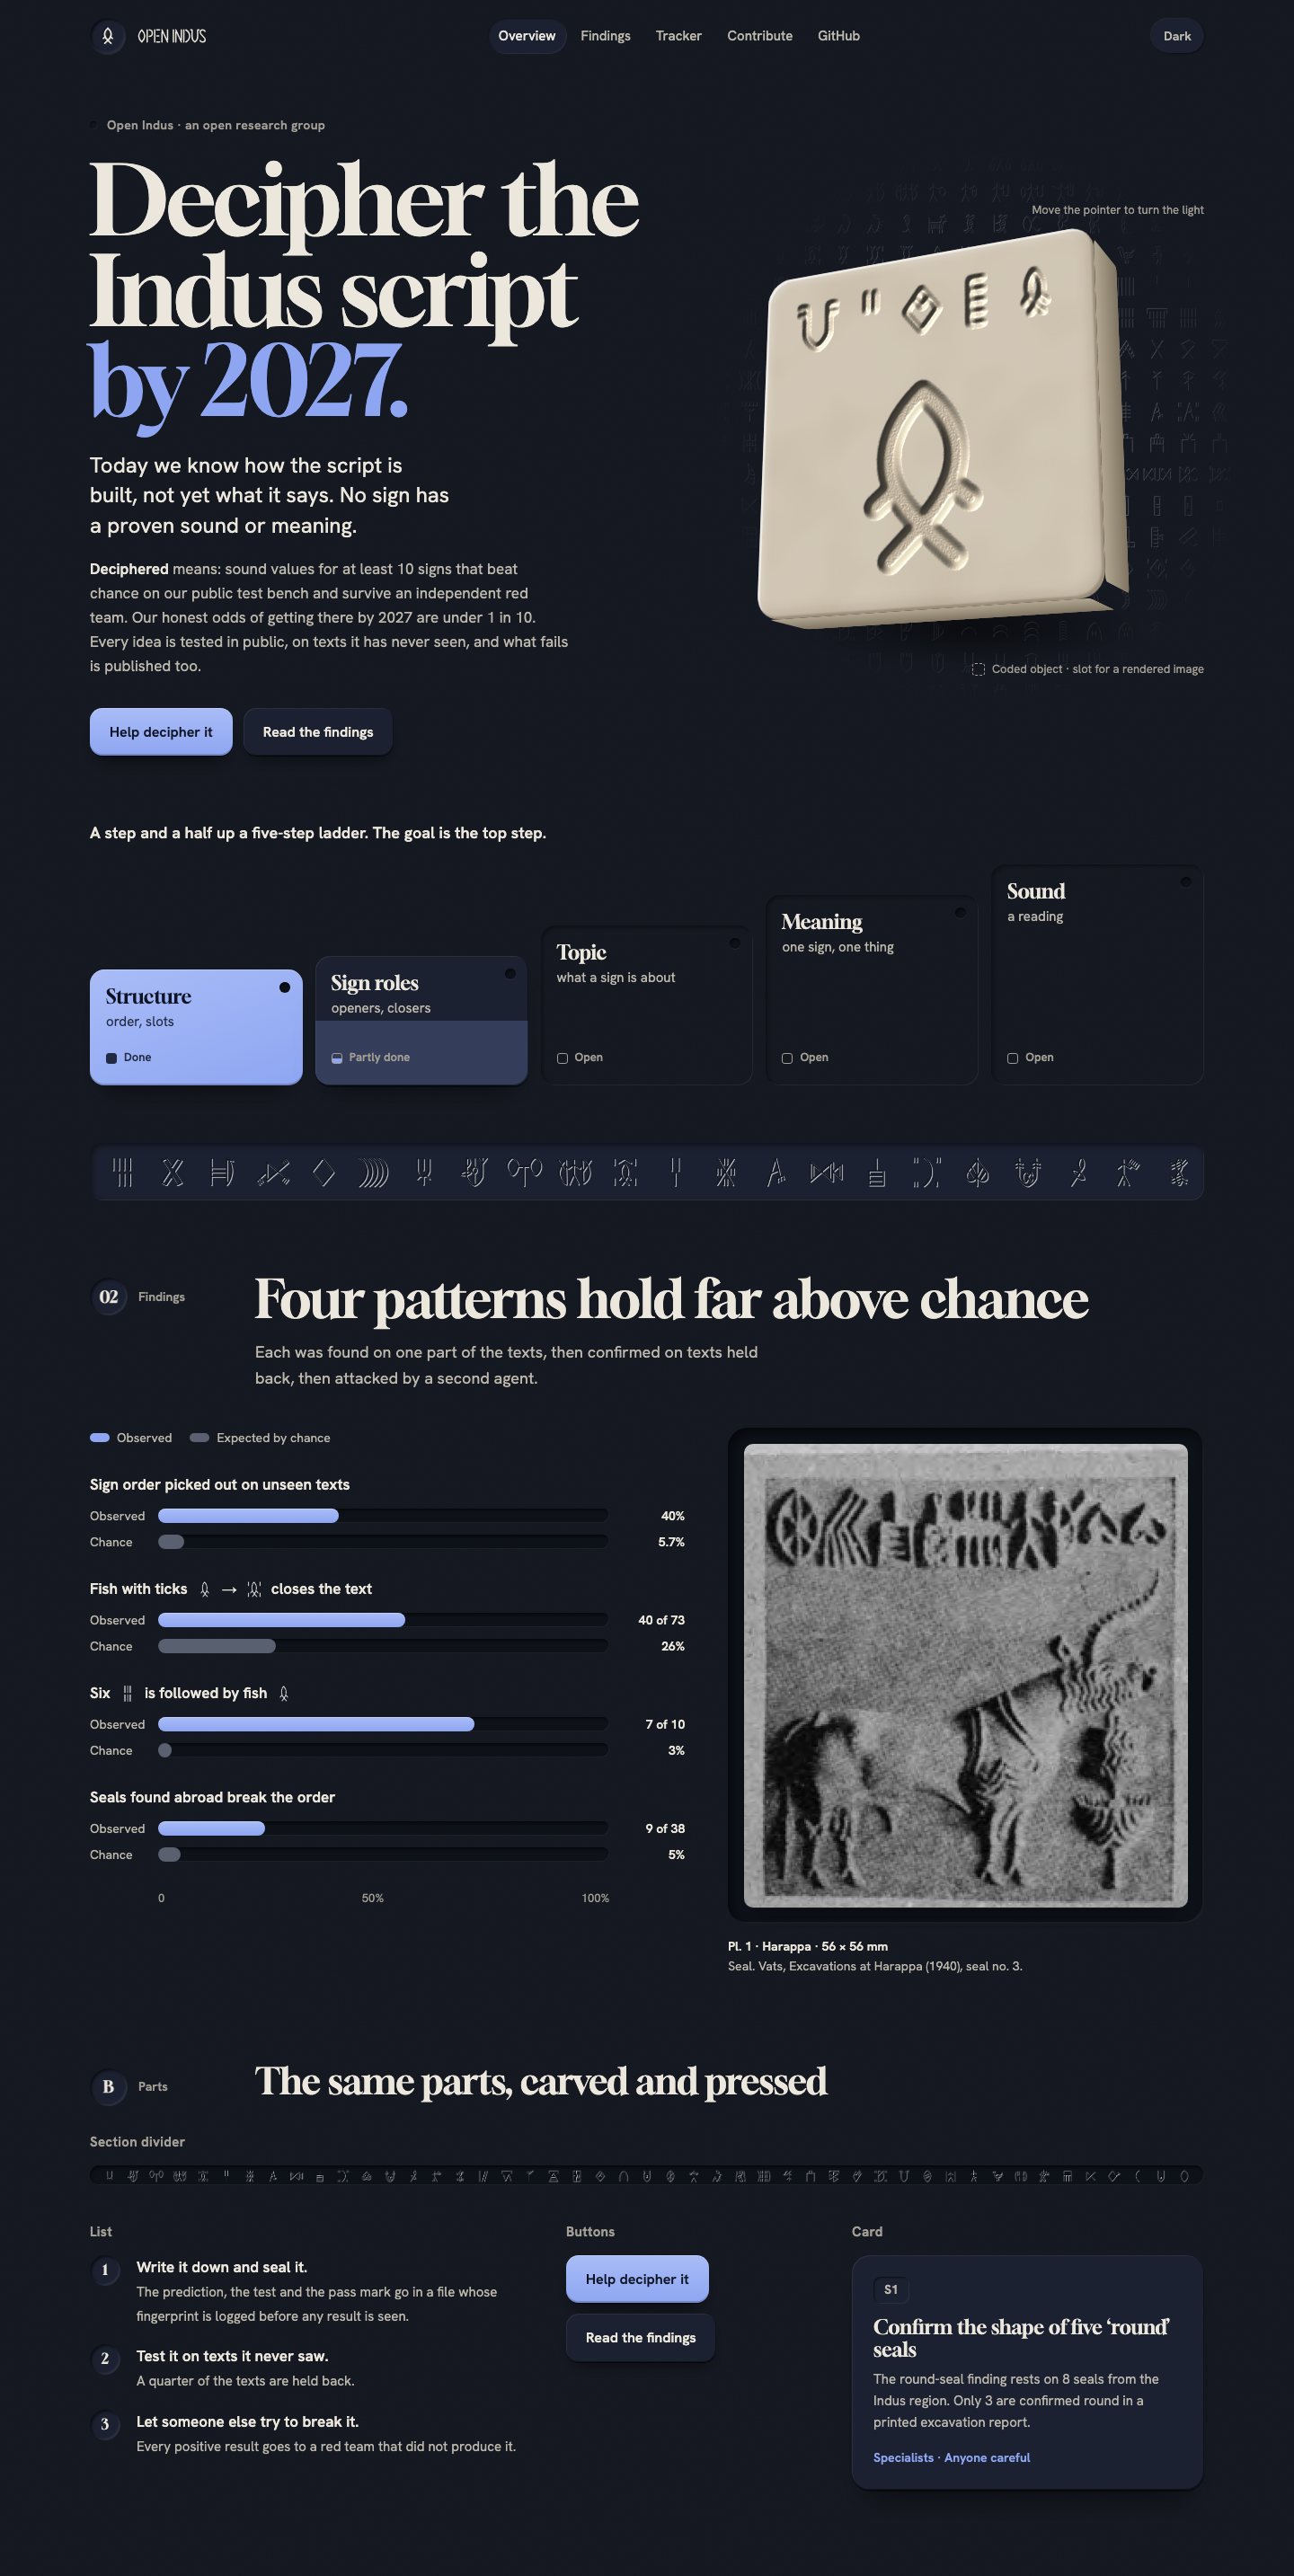 OPEN INDUS
Overview
Findings
Tracker
Contribute
GitHub
Dark
Open Indus · an open research group
Decipher the
Indus script
by 2027.
Today we know how the script is
built, not yet what it says. No sign has
a proven sound or meaning.
Deciphered means: sound values for at least 10 signs that beat
chance on our public test bench and survive an independent red
team. Our honest odds of getting there by 2027 are under 1 in 10.
Every idea is tested in public, on texts it has never seen, and what fails
is published too.
Help decipher it
Read the findings
Move the pointer to turn the light
Coded object · slot for a rendered image
A step and a half up a five-step ladder. The goal is the top step.
Structure
order, slots
Done
Sign roles
openers, closers
Partly done
Topic
what a sign is about
Open
Meaning
one sign, one thing
Open
Sound
a reading
Open
02
Findings
Four patterns hold far above chance
Each was found on one part of the texts, then confirmed on texts held
back, then attacked by a second agent.
Observed
Expected by chance
Sign order picked out on unseen texts
Observed 40%
Chance 5.7%
Fish with ticks → closes the text
Observed 40 of 73
Chance 26%
Six is followed by fish
Observed 7 of 10
Chance 3%
Seals found abroad break the order
Observed 9 of 38
Chance 5%
0 50% 100%
Pl. 1 · Harappa · 56 × 56 mm
Seal. Vats, Excavations at Harappa (1940), seal no. 3.
B
Parts
The same parts, carved and pressed
Section divider
List
1
Write it down and seal it.
The prediction, the test and the pass mark go in a file whose
fingerprint is logged before any result is seen.
2
Test it on texts it never saw.
A quarter of the texts are held back.
3
Let someone else try to break it.
Every positive result goes to a red team that did not produce it.
Buttons
Help decipher it
Read the findings
Card
S1
Confirm the shape of five ‘round’
seals
The round-seal finding rests on 8 seals from the
Indus region. Only 3 are confirmed round in a
printed excavation report.
Specialists · Anyone careful